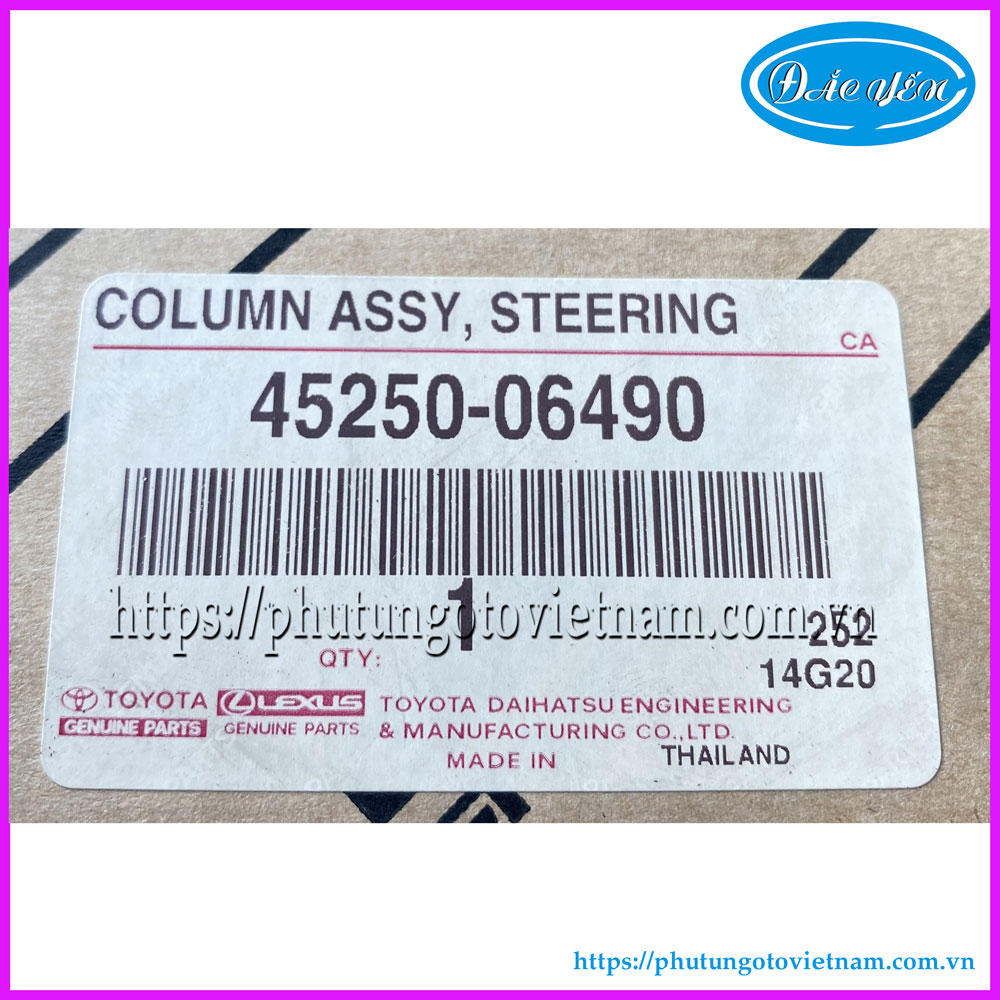 ĐẮC YẾN
COLUMN ASSY, STEERING
CA
45250-06490
1
https://phutungotovietnam.com.vn
252
QTY:
14G20
TOYOTA
GENUINE PARTS
LEXUS
GENUINE PARTS
TOYOTA DAIHATSU ENGINEERING
& MANUFACTURING CO.,LTD.
MADE IN THAILAND
https://phutungotovietnam.com.vn